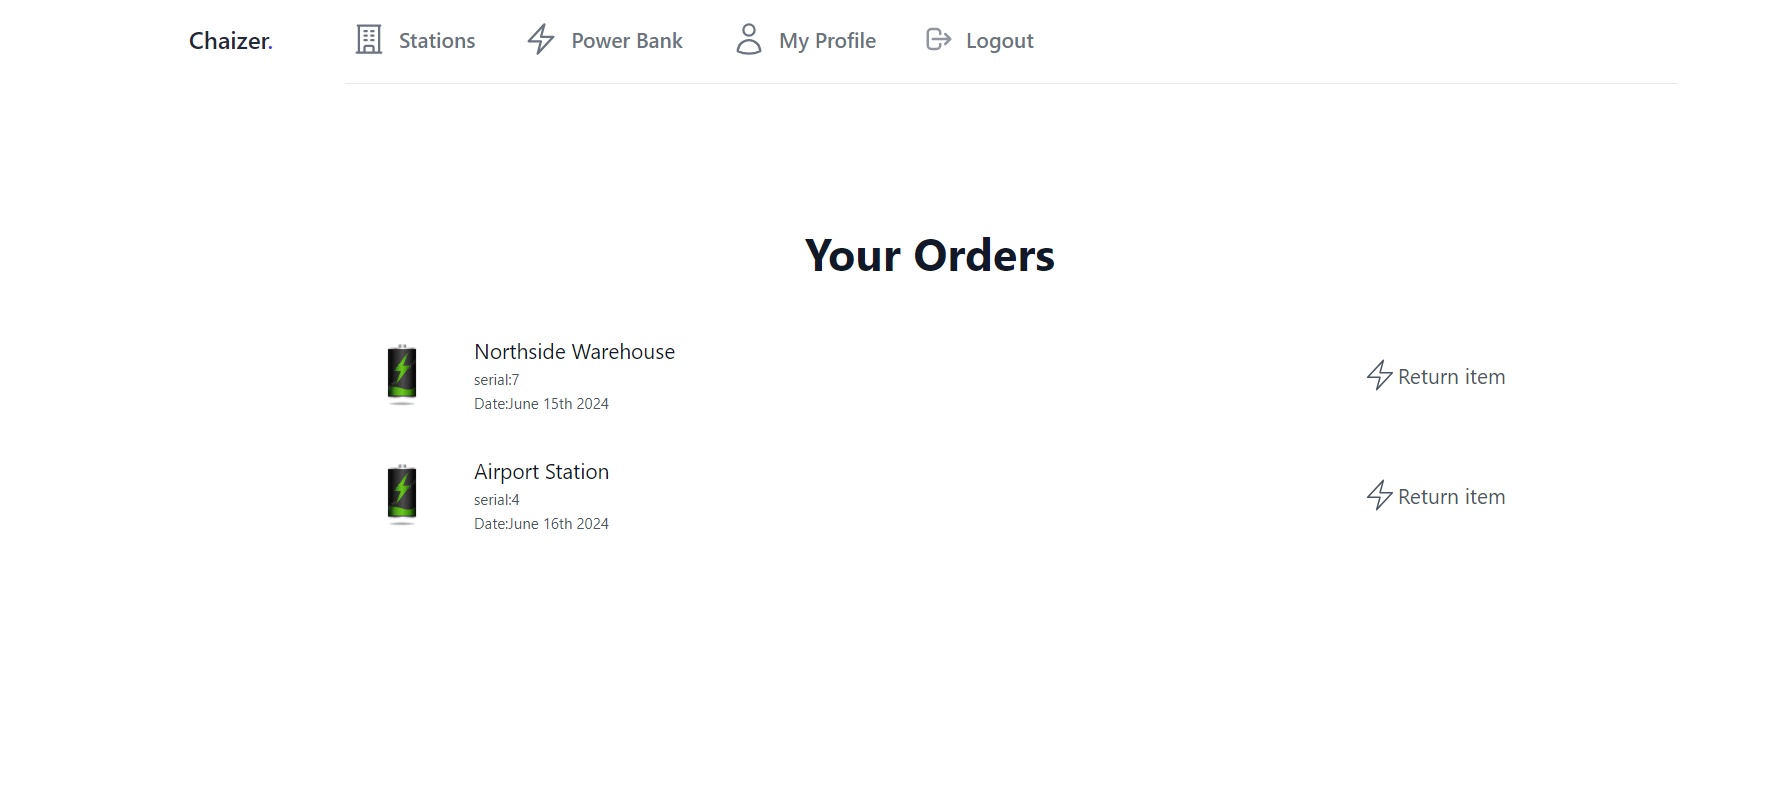 Chaizer.
Stations
Power Bank
My Profile
Logout
Your Orders
Northside Warehouse
serial:7
Date:June 15th 2024
Return item
Airport Station
serial:4
Date:June 16th 2024
Return item